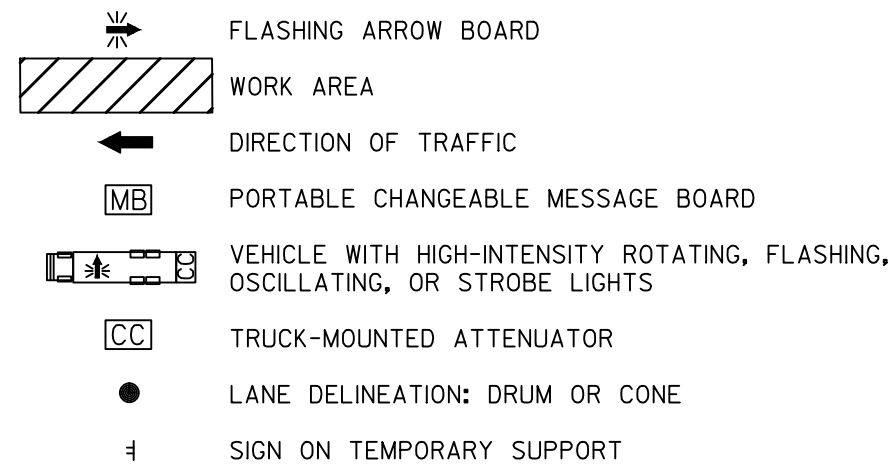 FLASHING ARROW BOARD
WORK AREA
DIRECTION OF TRAFFIC
MB PORTABLE CHANGEABLE MESSAGE BOARD
CC VEHICLE WITH HIGH-INTENSITY ROTATING, FLASHING,
OSCILLATING, OR STROBE LIGHTS
CC TRUCK-MOUNTED ATTENUATOR
LANE DELINEATION: DRUM OR CONE
SIGN ON TEMPORARY SUPPORT